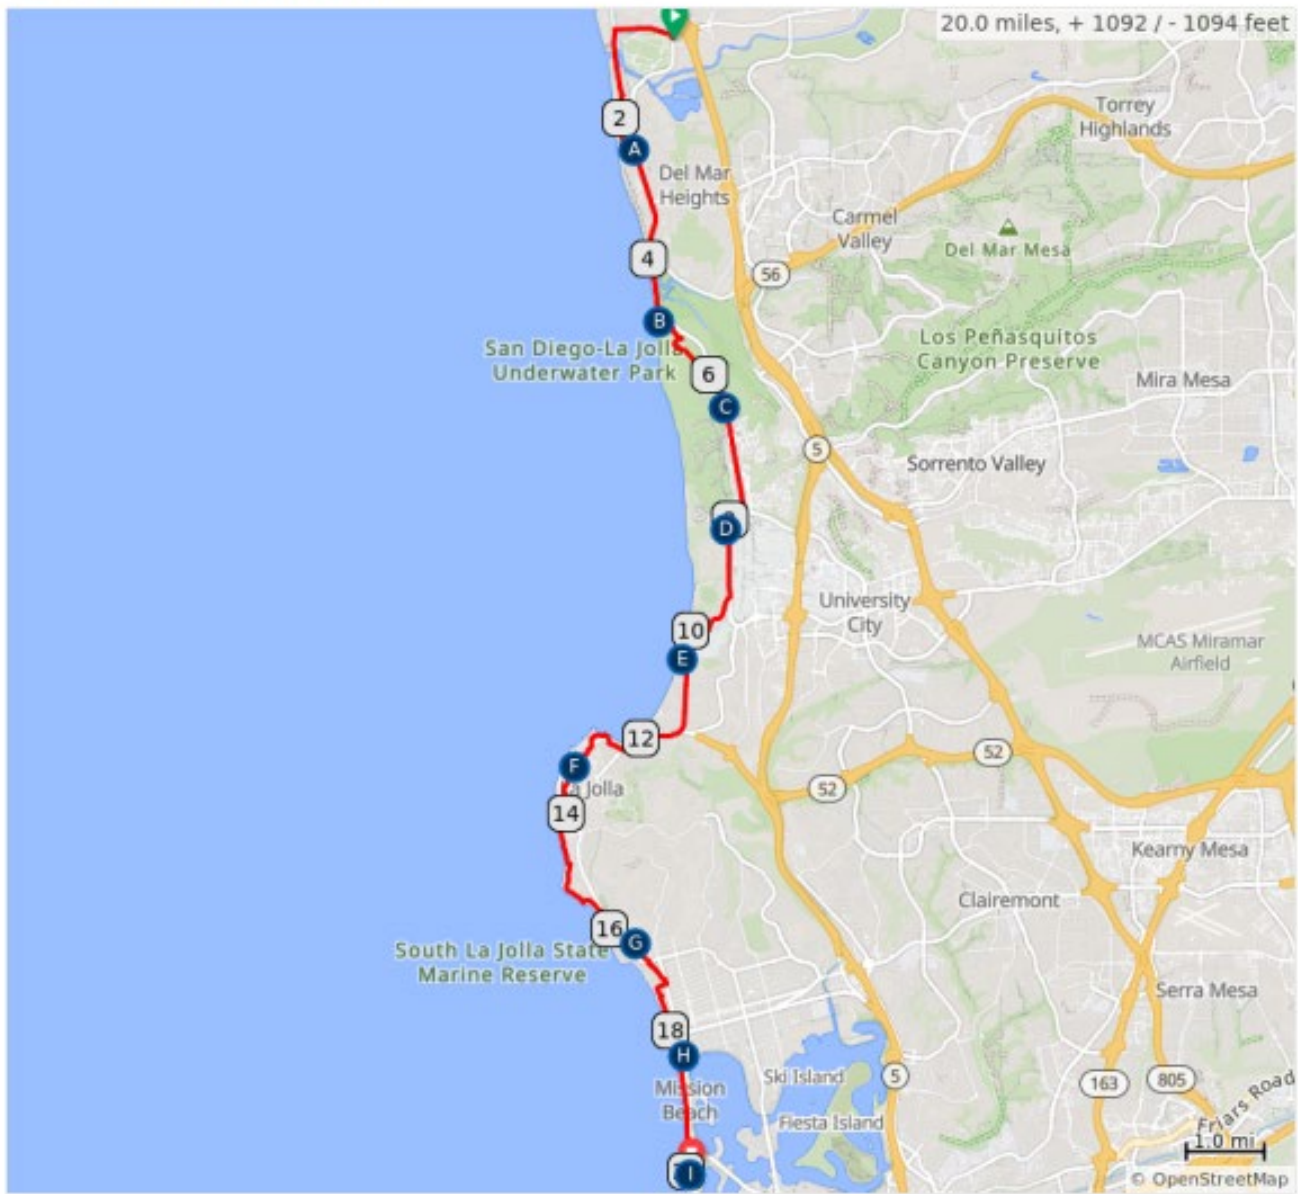 20.0 miles, + 1092 / - 1094 feet
2
A
Torrey
Highlands
Del Mar
Heights
Carmel
Valley
Del Mar Mesa
4
56
B
San Diego-La Jolla
Underwater Park
Los Peñasquitos
Canyon Preserve
6
Mira Mesa
C
5
Sorrento Valley
D
University
City
10
E
MCAS Miramar
Airfield
12
52
F
La Jolla
52
14
Kearny Mesa
Clairemont
16
G
South La Jolla State
Marine Reserve
Serra Mesa
18
H
Mission
Beach
Ski Island
5
163
805
Fiesta Island
Friars Road
1.0 mi
I
© OpenStreetMap